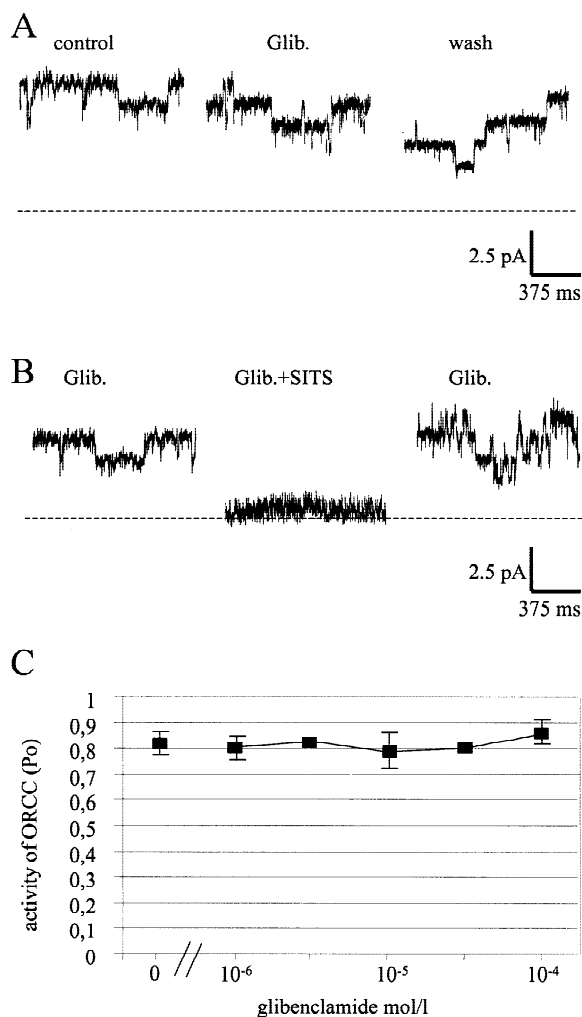 A
control Glib. wash
2.5 pA
375 ms
B
Glib. Glib.+SITS Glib.
2.5 pA
375 ms
C
activity of ORCC (Po)
1
0,9
0,8
0,7
0,6
0,5
0,4
0,3
0,2
0,1
0
0 // 10⁻⁶ 10⁻⁵ 10⁻⁴
glibenclamide mol/l